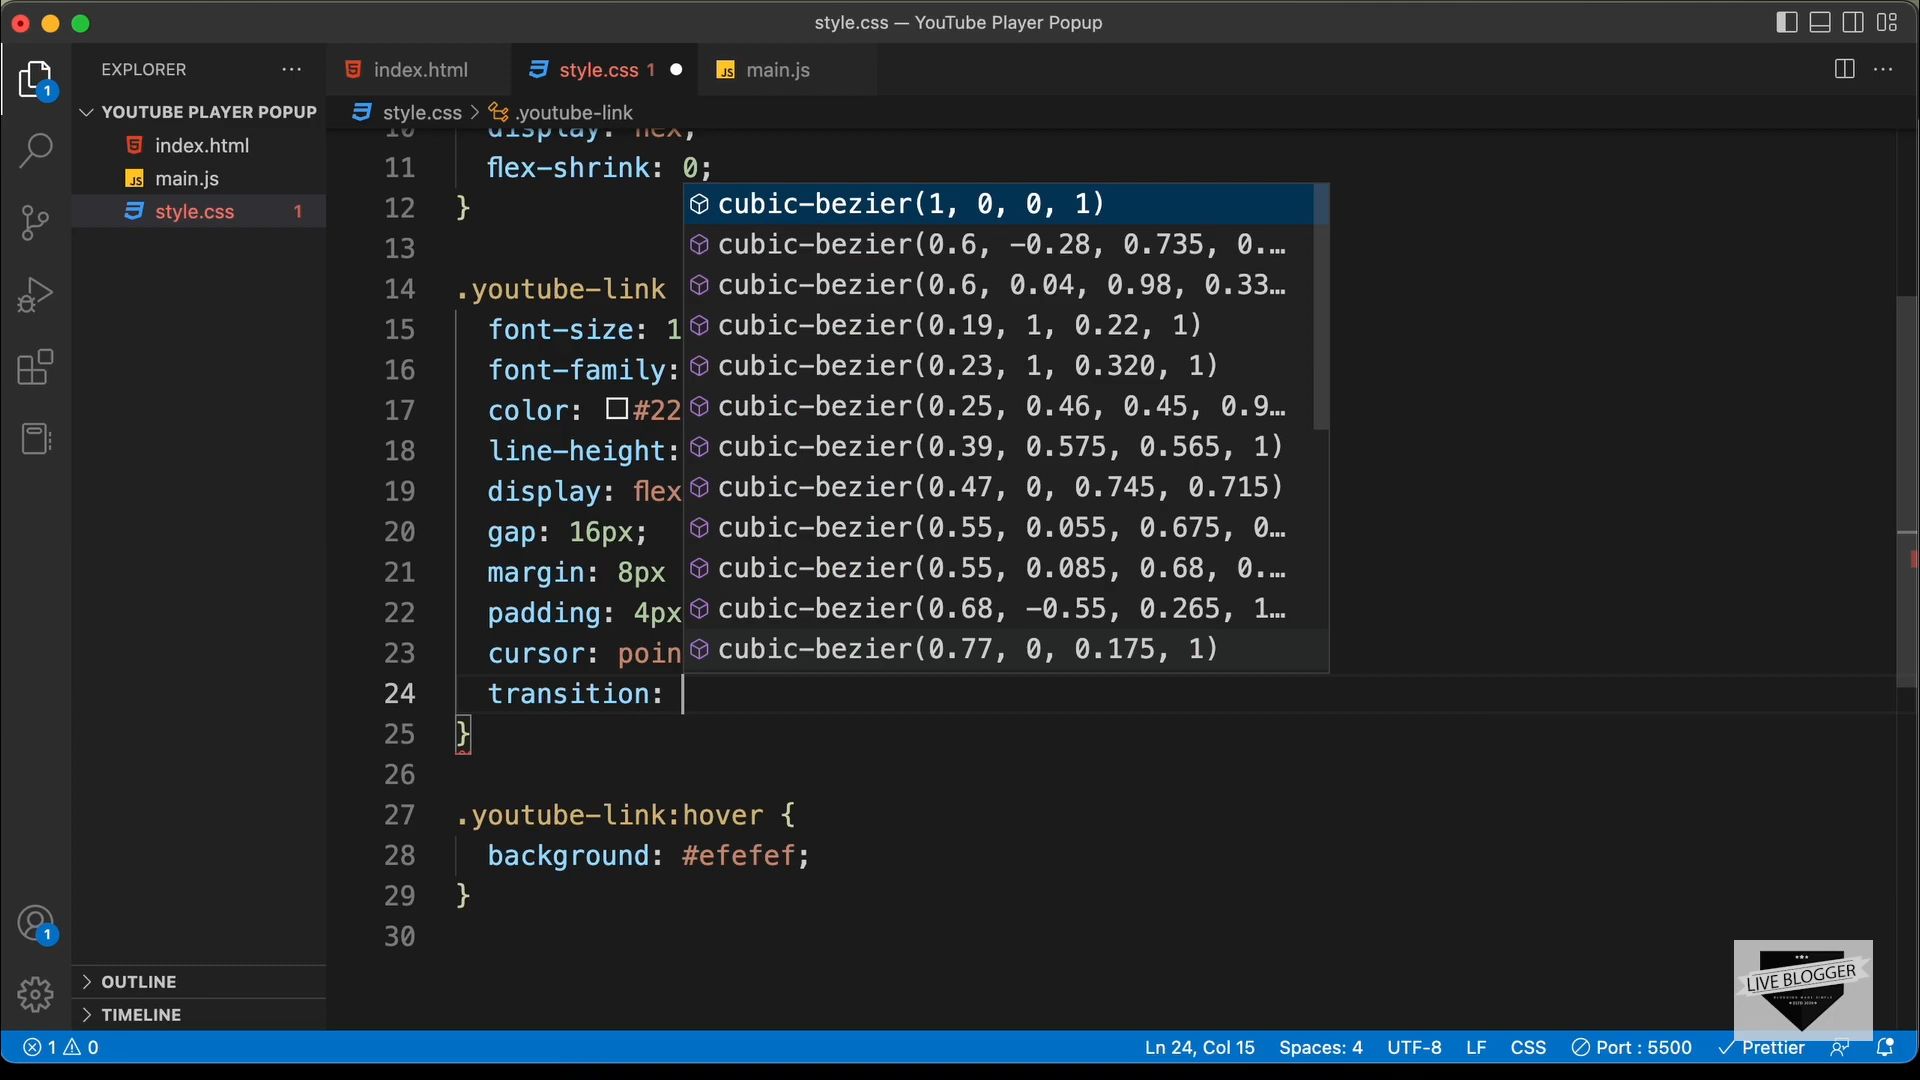 style.css — YouTube Player Popup
EXPLORER
index.html
style.css 1
main.js
1
YOUTUBE PLAYER POPUP
style.css > .youtube-link
index.html
main.js
style.css 1
10 display: flex;
11 flex-shrink: 0;
12 }
13
14 .youtube-link
15 font-size: 1
16 font-family:
17 color: #22
18 line-height:
19 display: flex
20 gap: 16px;
21 margin: 8px
22 padding: 4px
23 cursor: poin
24 transition:
25 }
26
27 .youtube-link:hover {
28 background: #efefef;
29 }
30
cubic-bezier(1, 0, 0, 1)
cubic-bezier(0.6, -0.28, 0.735, 0.…
cubic-bezier(0.6, 0.04, 0.98, 0.33…
cubic-bezier(0.19, 1, 0.22, 1)
cubic-bezier(0.23, 1, 0.320, 1)
cubic-bezier(0.25, 0.46, 0.45, 0.9…
cubic-bezier(0.39, 0.575, 0.565, 1)
cubic-bezier(0.47, 0, 0.745, 0.715)
cubic-bezier(0.55, 0.055, 0.675, 0…
cubic-bezier(0.55, 0.085, 0.68, 0.…
cubic-bezier(0.68, -0.55, 0.265, 1…
cubic-bezier(0.77, 0, 0.175, 1)
1
OUTLINE
TIMELINE
LIVE BLOGGER
1 0
Ln 24, Col 15 Spaces: 4 UTF-8 LF CSS Port : 5500 Prettier